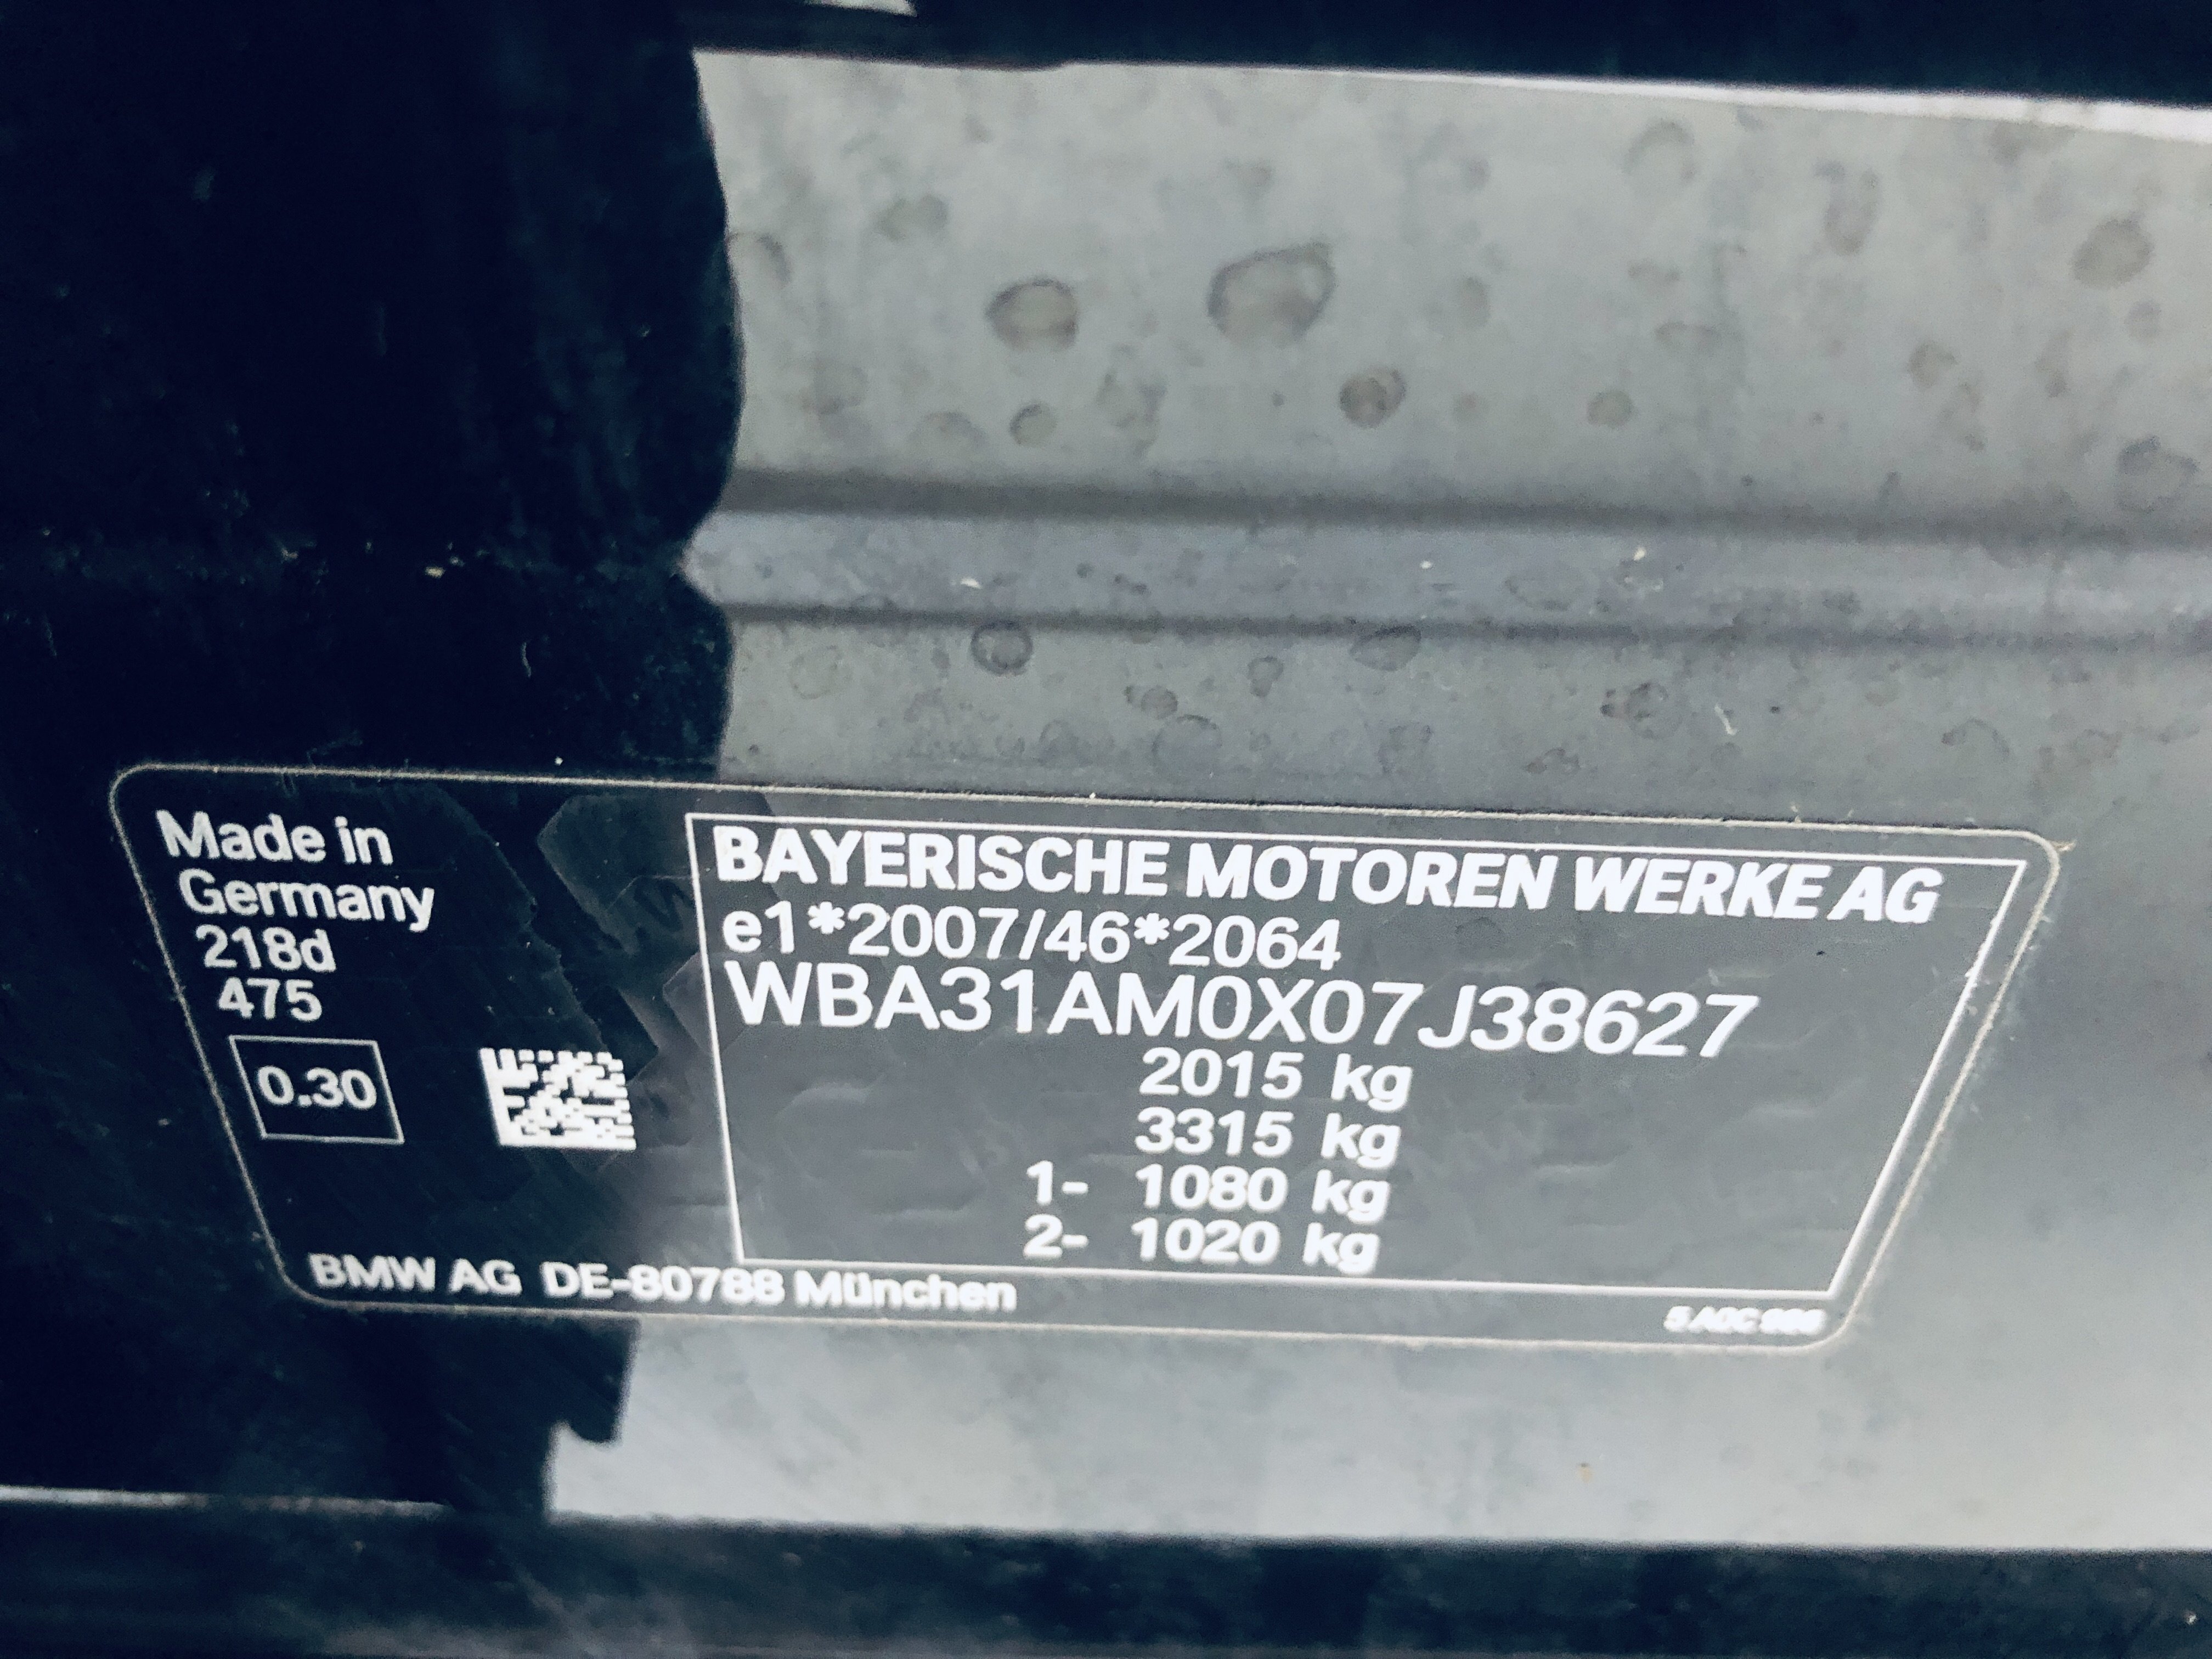 Made in
Germany
218d
475
0.30
BAYERISCHE MOTOREN WERKE AG
e1*2007/46*2064
WBA31AM0X07J38627
2015 kg
3315 kg
1- 1080 kg
2- 1020 kg
BMW AG DE-80788 München